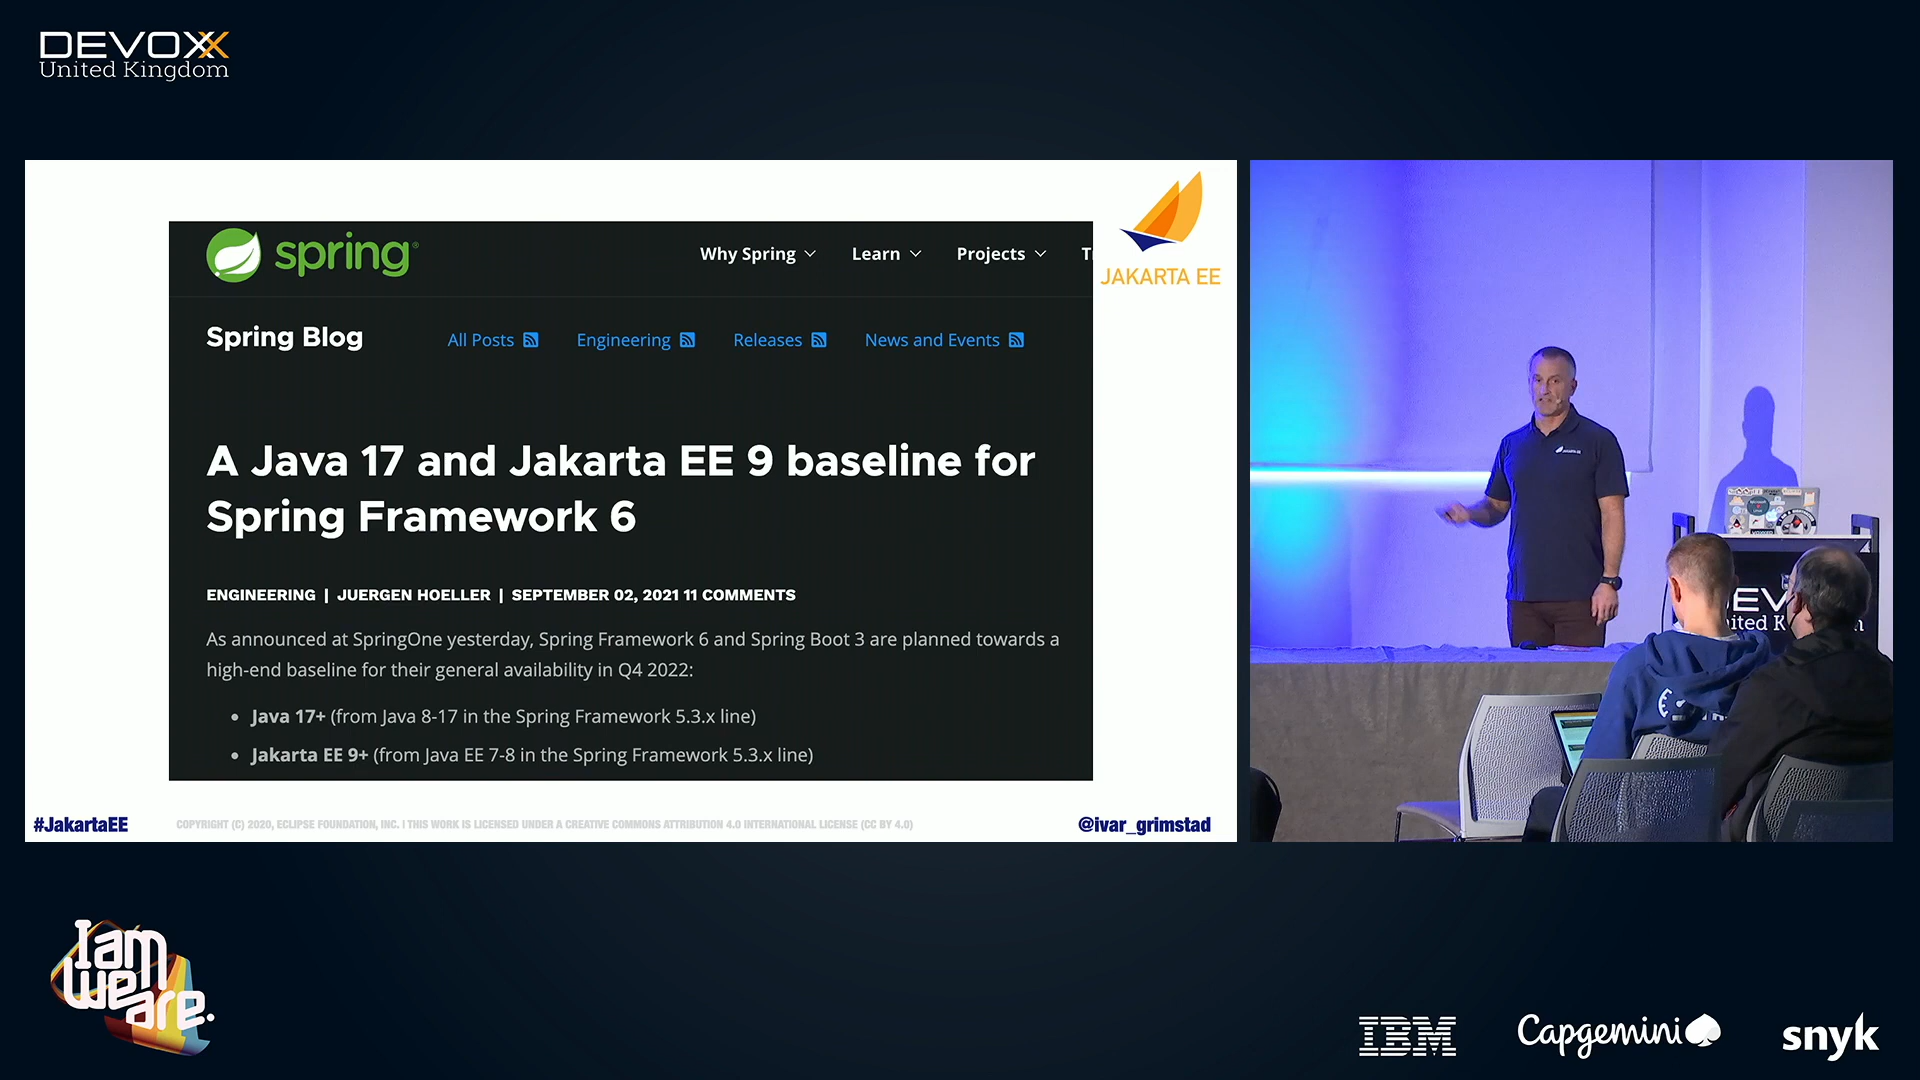 DEVOXX
United Kingdom
spring
Why Spring
Learn
Projects
JAKARTA EE
Spring Blog
All Posts
Engineering
Releases
News and Events
A Java 17 and Jakarta EE 9 baseline for
Spring Framework 6
ENGINEERING | JUERGEN HOELLER | SEPTEMBER 02, 2021 11 COMMENTS
As announced at SpringOne yesterday, Spring Framework 6 and Spring Boot 3 are planned towards a
high-end baseline for their general availability in Q4 2022:
• Java 17+ (from Java 8-17 in the Spring Framework 5.3.x line)
• Jakarta EE 9+ (from Java EE 7-8 in the Spring Framework 5.3.x line)
#JakartaEE
COPYRIGHT (C) 2020, ECLIPSE FOUNDATION, INC. | THIS WORK IS LICENSED UNDER A CREATIVE COMMONS ATTRIBUTION 4.0 INTERNATIONAL LICENSE (CC BY 4.0)
@ivar_grimstad
I am
we
are.
IBM
Capgemini
snyk